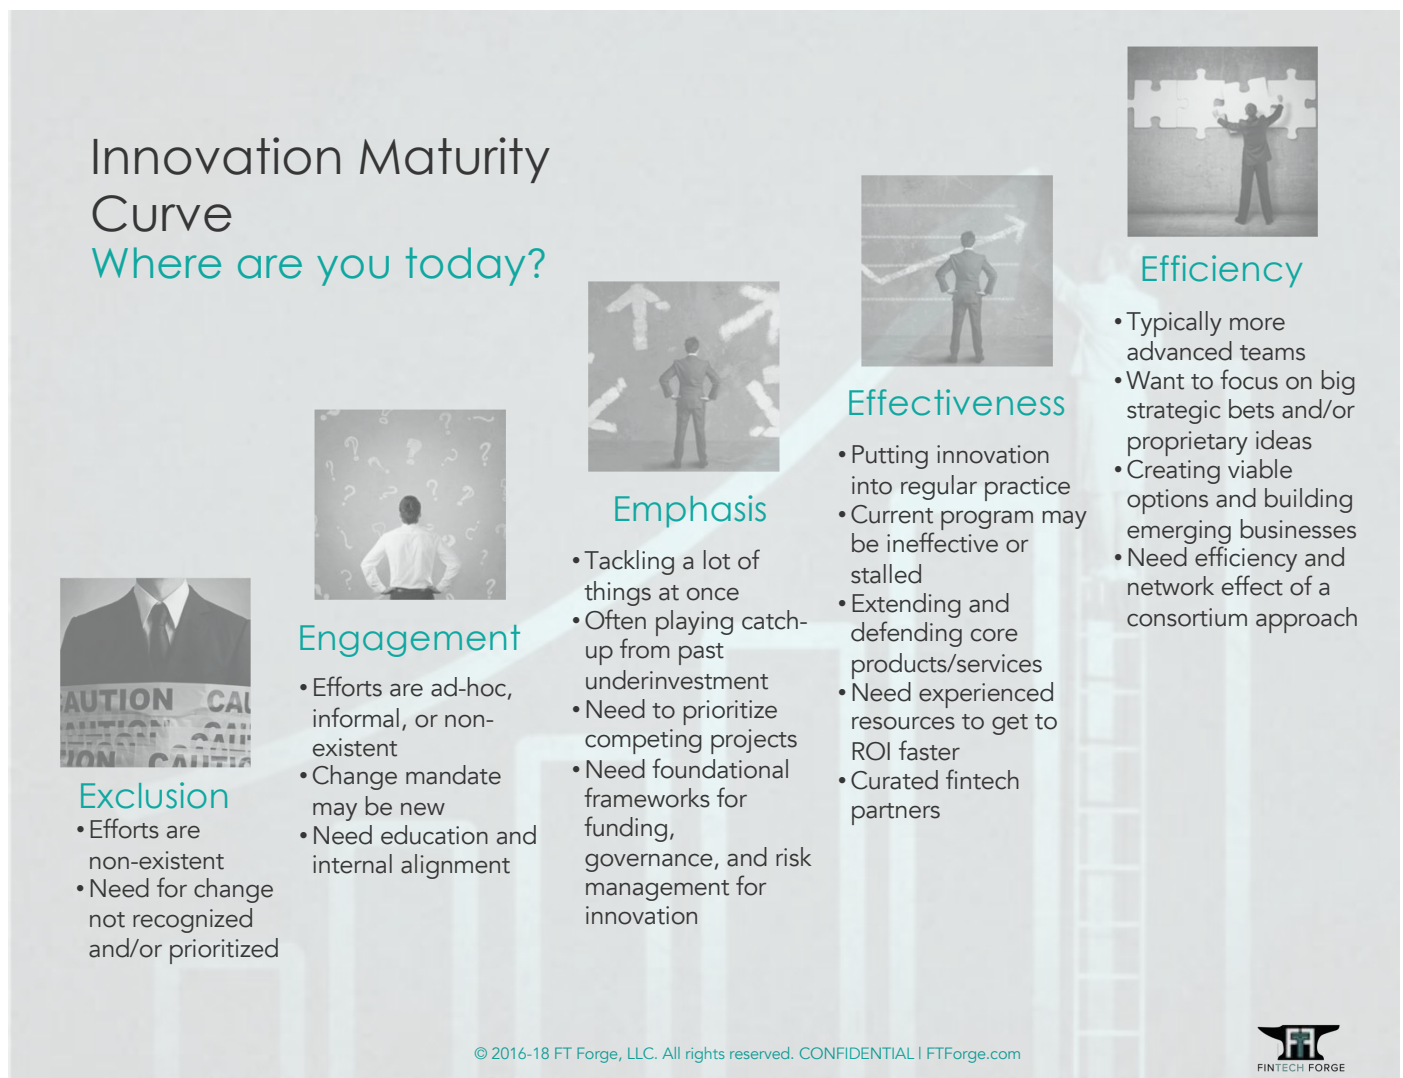 Innovation Maturity
Curve
Where are you today?
Exclusion
• Efforts are
non-existent
• Need for change
not recognized
and/or prioritized
Engagement
• Efforts are ad-hoc,
informal, or non-
existent
• Change mandate
may be new
• Need education and
internal alignment
Emphasis
• Tackling a lot of
things at once
• Often playing catch-
up from past
underinvestment
• Need to prioritize
competing projects
• Need foundational
frameworks for
funding,
governance, and risk
management for
innovation
Effectiveness
• Putting innovation
into regular practice
• Current program may
be ineffective or
stalled
• Extending and
defending core
products/services
• Need experienced
resources to get to
ROI faster
• Curated fintech
partners
Efficiency
• Typically more
advanced teams
• Want to focus on big
strategic bets and/or
proprietary ideas
• Creating viable
options and building
emerging businesses
• Need efficiency and
network effect of a
consortium approach
CAUTION CAU
© 2016-18 FT Forge, LLC. All rights reserved. CONFIDENTIAL | FTForge.com
FT
FINTECH FORGE